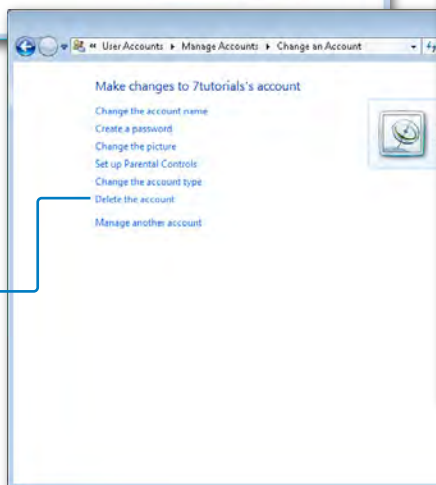 « User Accounts ▸ Manage Accounts ▸ Change an Account
Make changes to 7tutorials's account
Change the account name
Create a password
Change the picture
Set up Parental Controls
Change the account type
Delete the account
Manage another account